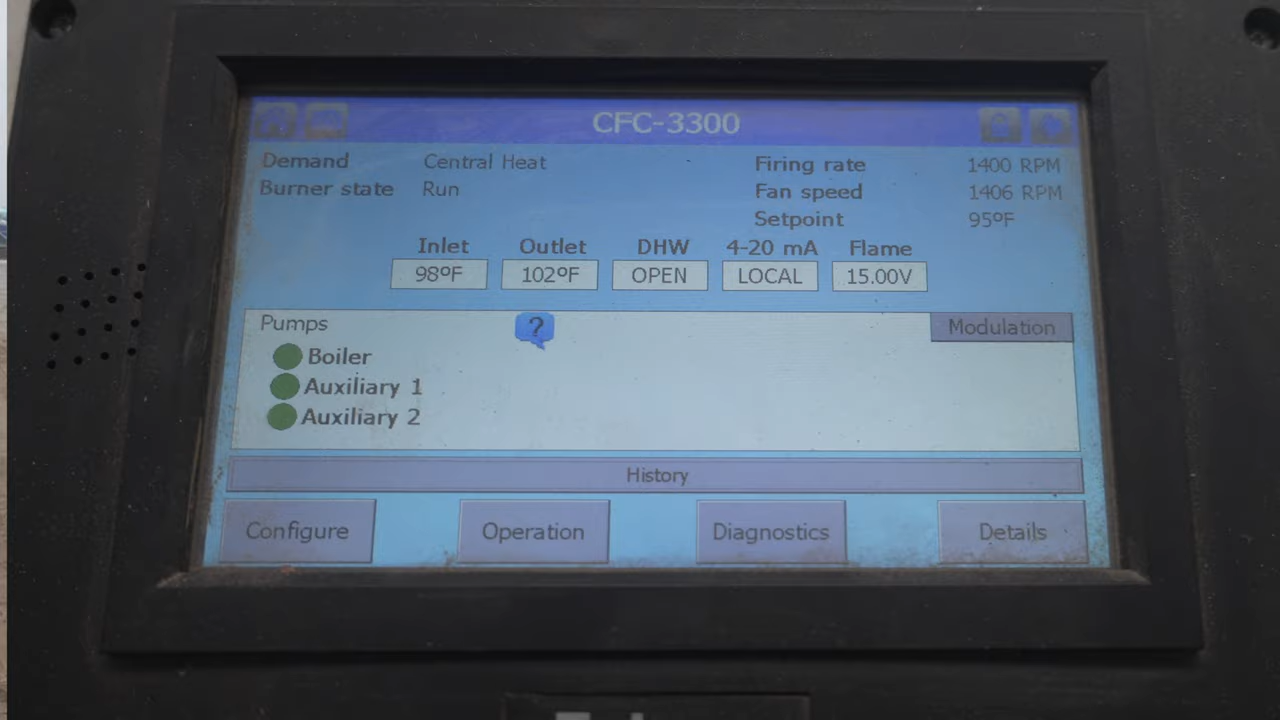 CFC-3300
Demand Central Heat
Burner state Run
Firing rate 1400 RPM
Fan speed 1406 RPM
Setpoint 95ºF
Inlet Outlet DHW 4-20 mA Flame
98ºF 102ºF OPEN LOCAL 15.00V
Pumps ? Modulation
Boiler
Auxiliary 1
Auxiliary 2
History
Configure Operation Diagnostics Details